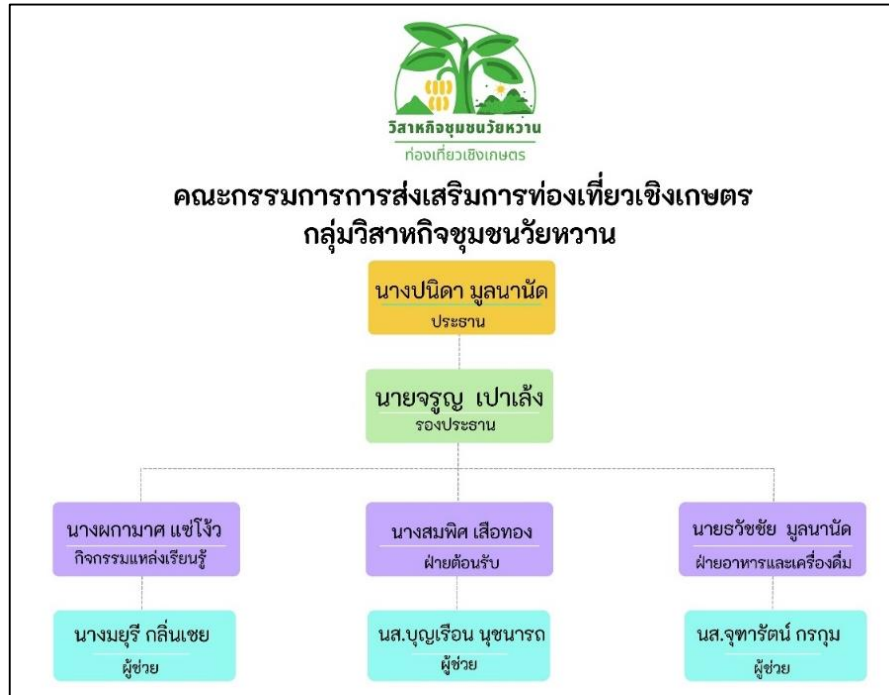 วิสาหกิจชุมชนวัยหวาน
ท่องเที่ยวเชิงเกษตร
คณะกรรมการการส่งเสริมการท่องเที่ยวเชิงเกษตร
กลุ่มวิสาหกิจชุมชนวัยหวาน
นางปนิดา มูลนานัด
ประธาน
นายจรูญ เปาเล้ง
รองประธาน
นางผกามาศ แซ่โง้ว
กิจกรรมแหล่งเรียนรู้
นางสมพิศ เสือทอง
ฝ่ายต้อนรับ
นายธวัชชัย มูลนานัด
ฝ่ายอาหารและเครื่องดื่ม
นางมยุรี กลิ่นเชย
ผู้ช่วย
นส.บุญเรือน นุชนารถ
ผู้ช่วย
นส.จุฑารัตน์ กรกุม
ผู้ช่วย